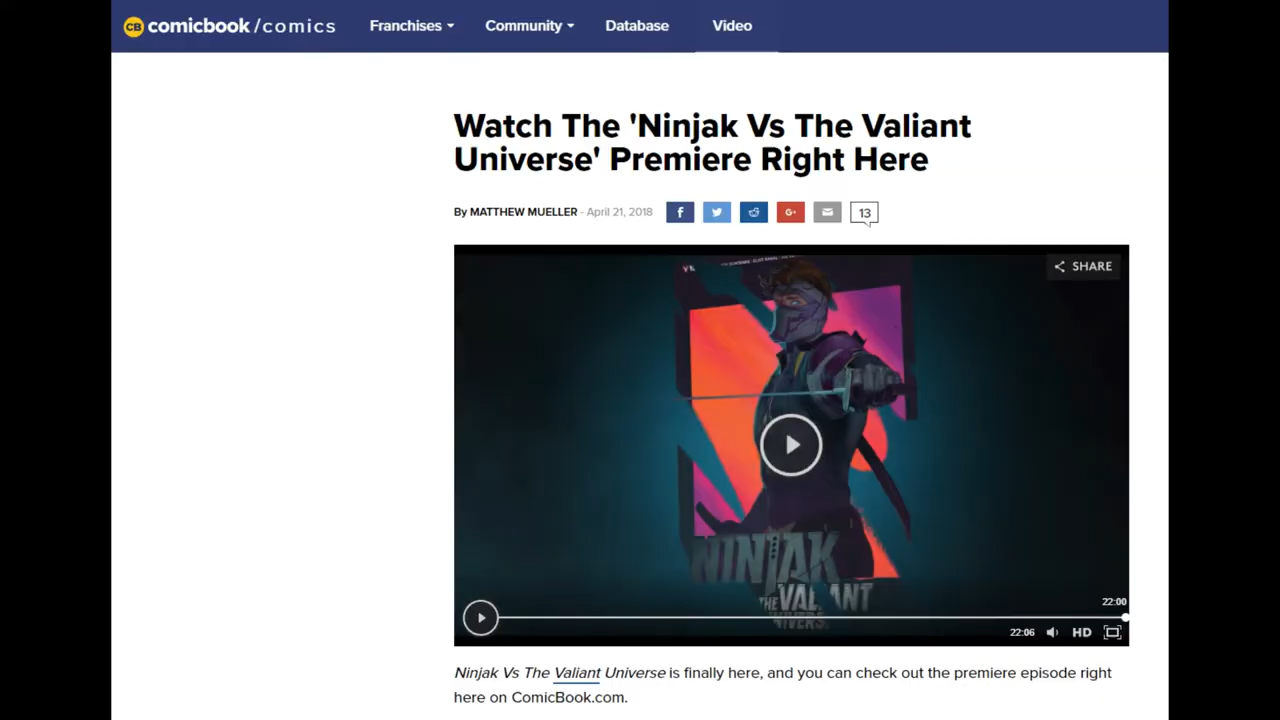 CB comicbook/comics Franchises Community Database Video
Watch The 'Ninjak Vs The Valiant
Universe' Premiere Right Here
By MATTHEW MUELLER - April 21, 2018 f G+ 13
SHARE
NINJAK
THE VALIANT
UNIVERSE
22:00
22:06 HD
Ninjak Vs The Valiant Universe is finally here, and you can check out the premiere episode right
here on ComicBook.com.